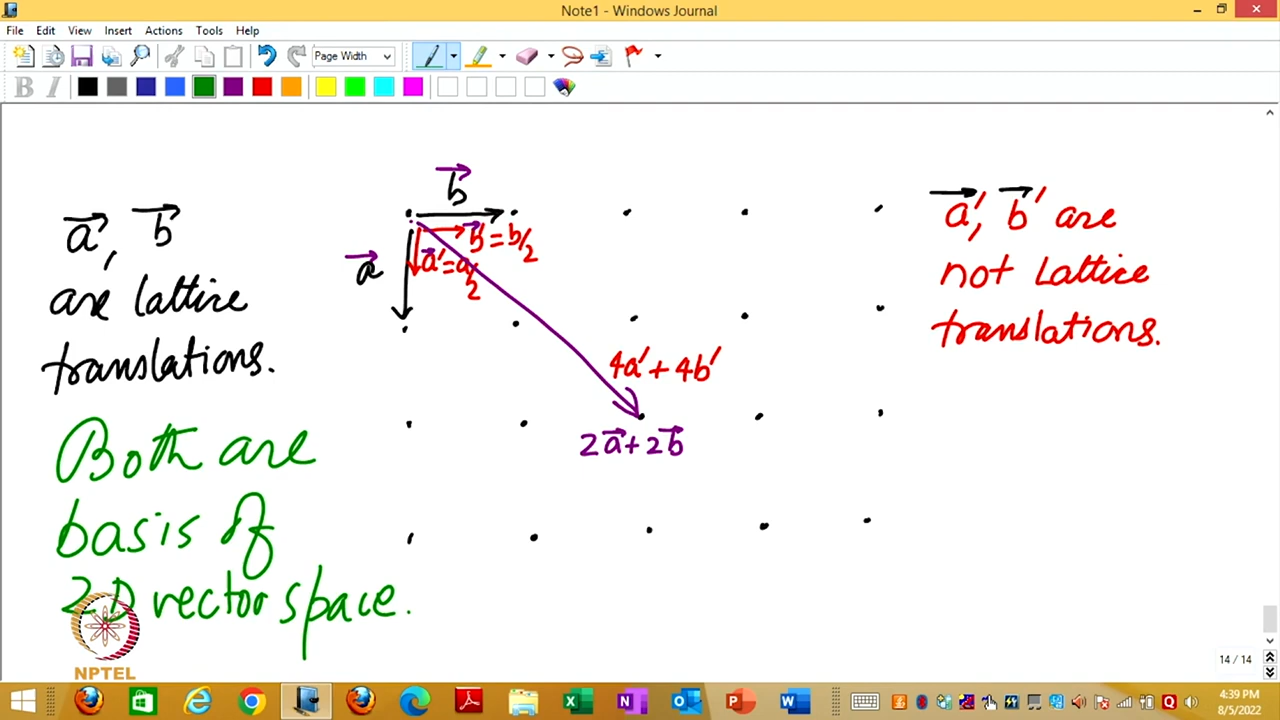 Note1 - Windows Journal
File Edit View Insert Actions Tools Help
Page Width
B I
a⃗, b⃗
are lattice
translations.
Both are
basis of
2D vector space.
b⃗
a⃗
b⃗' = b/2
a⃗' = a/2
4a' + 4b'
2a⃗ + 2b⃗
a⃗', b⃗' are
not Lattice
translations.
NPTEL
14 / 14
4:39 PM
8/5/2022